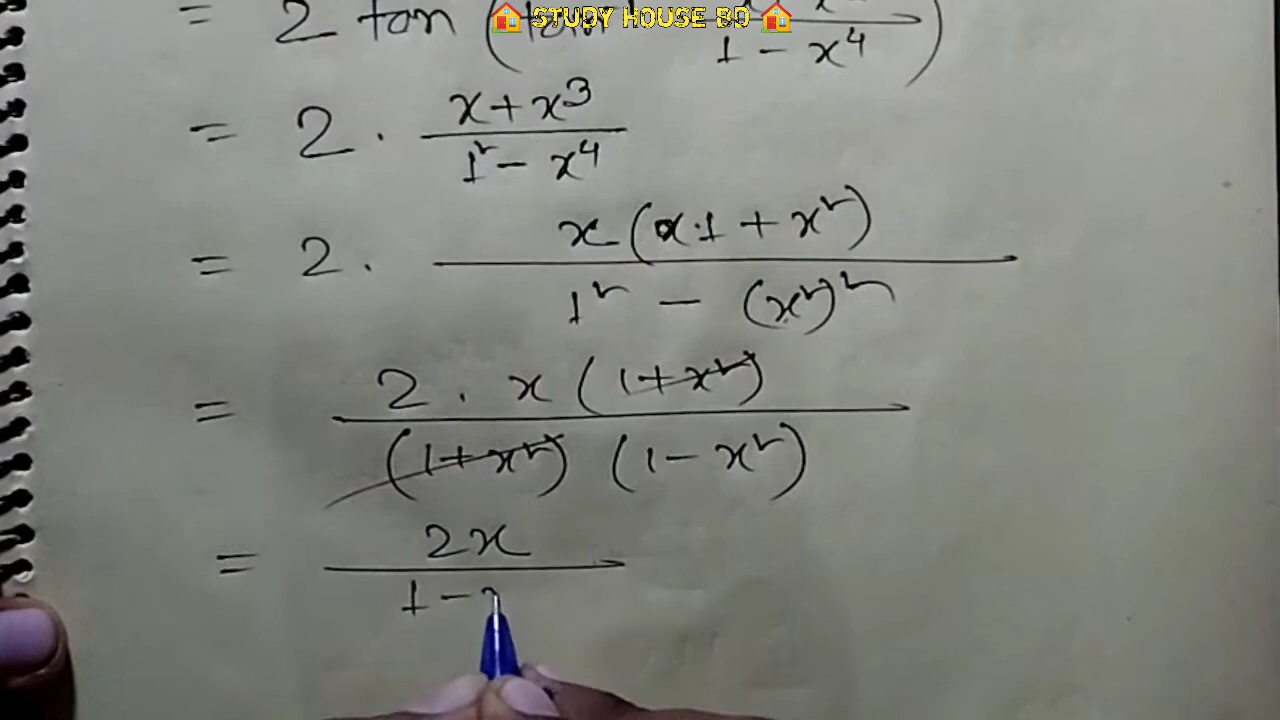 STUDY HOUSE BD
= 2 tan ( 1 - x⁴ )
= 2 . x + x³ / 1² - x⁴
= 2 . x (x.1 + x²) / 1² - (x²)²
= 2 . x (1 + x²) / (1 + x²) (1 - x²)
= 2x / 1 -